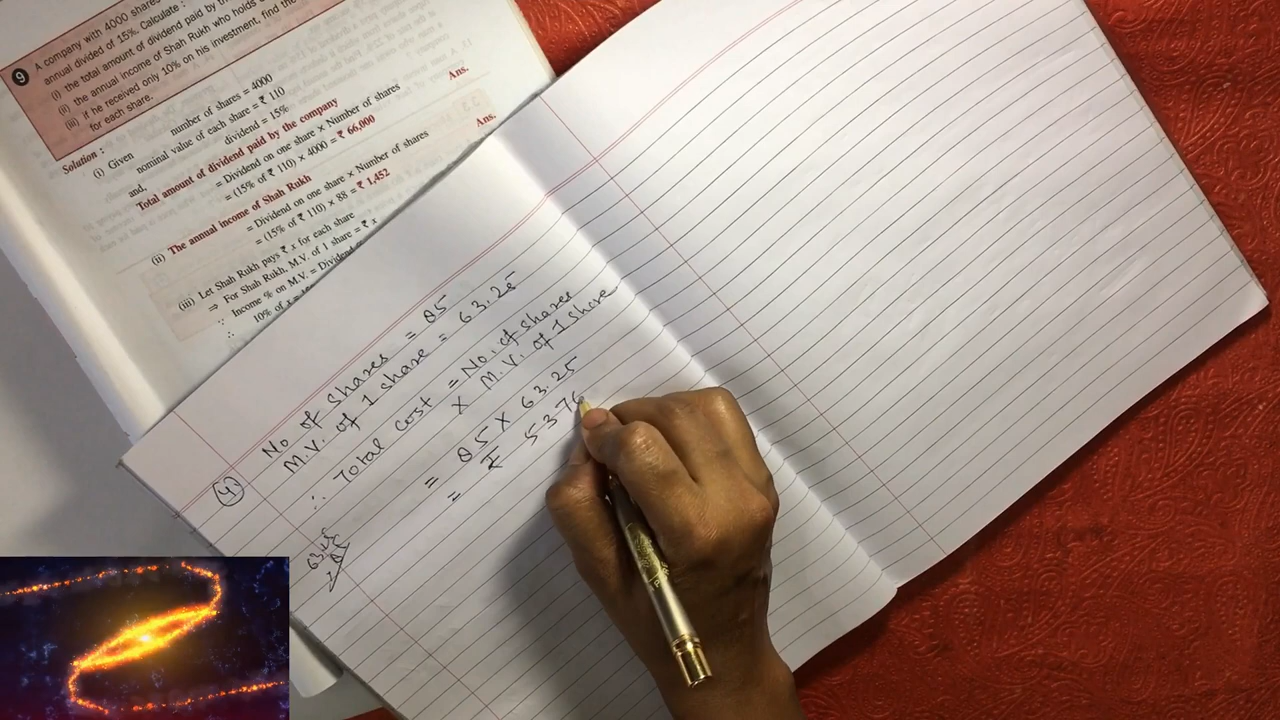 9 A company with 4000 shares
annual divided of 15%. Calculate :
(i) the total amount of dividend paid by the
(ii) the annual income of Shah Rukh who holds
(iii) if he received only 10% on his investment, find the
for each share.
Solution :
(i) Given number of shares = 4000
nominal value of each share = ₹ 110
and, dividend = 15%
Total amount of dividend paid by the company
= Dividend on one share × Number of shares
= (15% of ₹ 110) × 4000 = ₹ 66,000 Ans.
(ii) The annual income of Shah Rukh
= Dividend on one share × Number of shares
= (15% of ₹ 110) × 88 = ₹ 1,452 Ans.
(iii) Let Shah Rukh pays ₹ x for each share
⇒ For Shah Rukh, M.V. of 1 share = ₹ x
∵ Income % on M.V. = Dividend
∴ 10% of x =
4) No of Shares = 85
M.V. of 1 share = 63.25
∴ Total cost = No. of shares
× M.V. of 1 share
= 85 × 63.25
= ₹ 5376